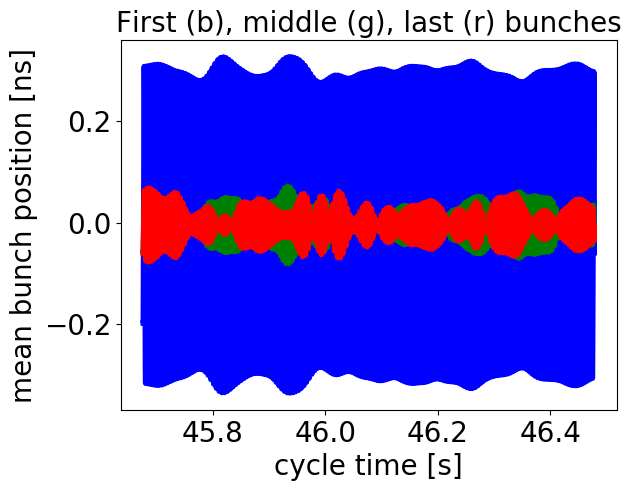 First (b), middle (g), last (r) bunches
mean bunch position [ns]
0.2
0.0
−0.2
45.8 46.0 46.2 46.4
cycle time [s]